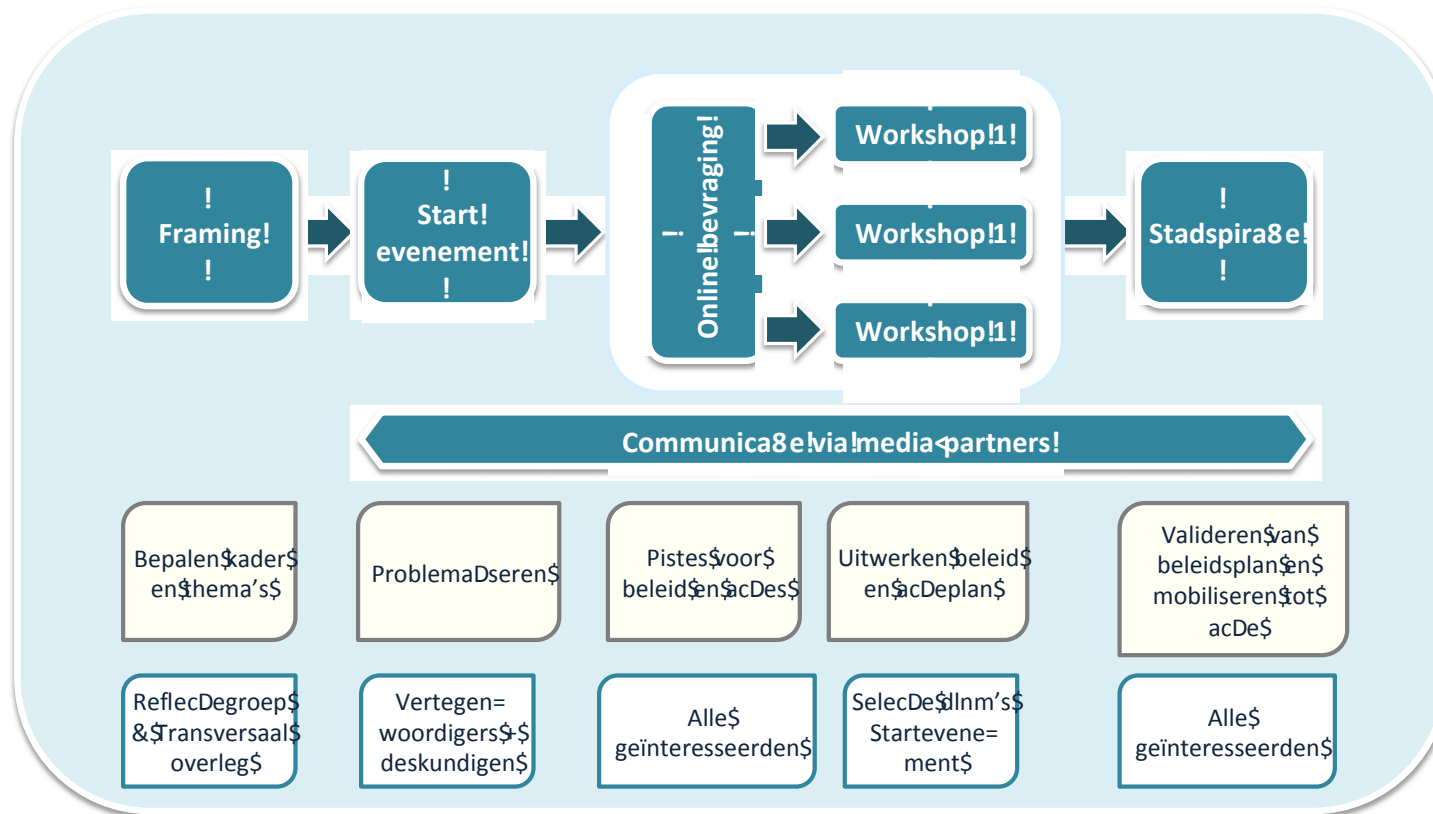 !
Framing!
!
!
Start!
evenement!
!
!
Online!bevraging!
!
Workshop!1!
Workshop!1!
Workshop!1!
!
Stadspira8e!
!
Communica8e!via!media<partners!
Bepalen$kader$
en$thema's$
ProblemaDseren$
Pistes$voor$
beleid$en$acDes$
Uitwerken$beleid$
en$acDeplan$
Valideren$van$
beleidsplan$en$
mobiliseren$tot$
acDe$
ReflecDegroep$
&$Transversaal$
overleg$
Vertegen=
woordigers$+$
deskundigen$
Alle$
geïnteresseerden$
SelecDe$dlnm's$
Startevene=
ment$
Alle$
geïnteresseerden$